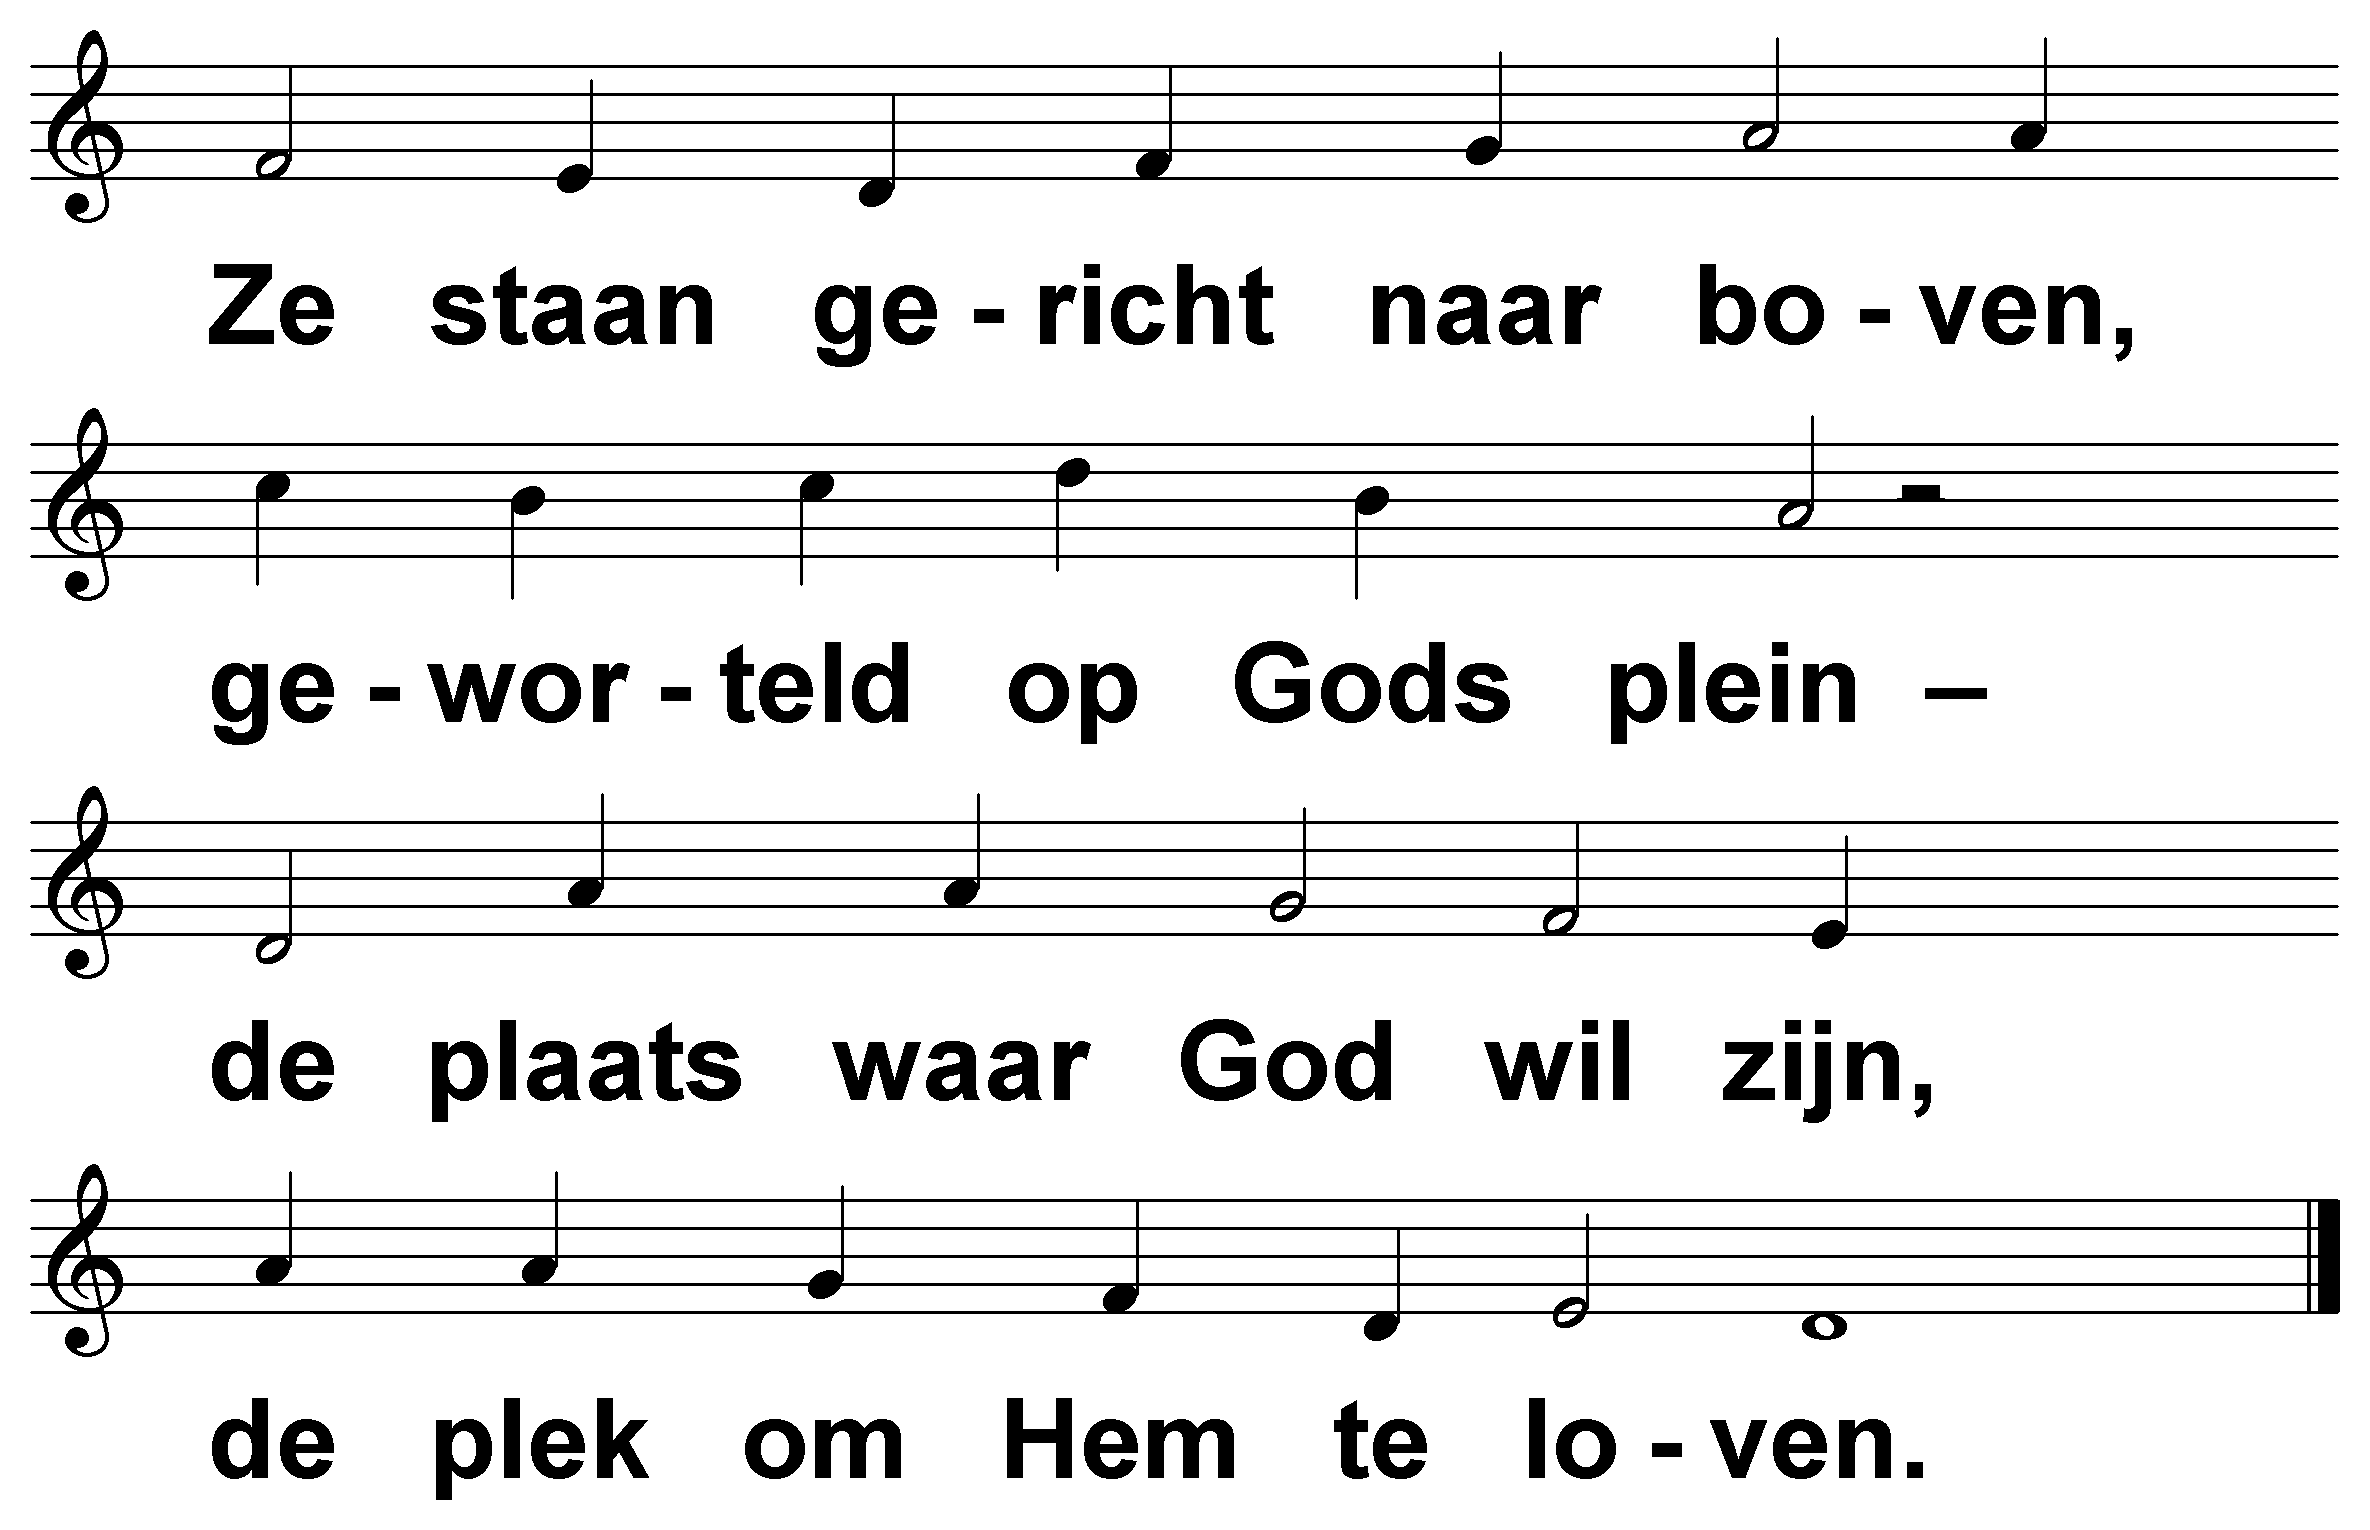 Ze staan ge - richt naar bo - ven,
ge - wor - teld op Gods plein –
de plaats waar God wil zijn,
de plek om Hem te lo - ven.